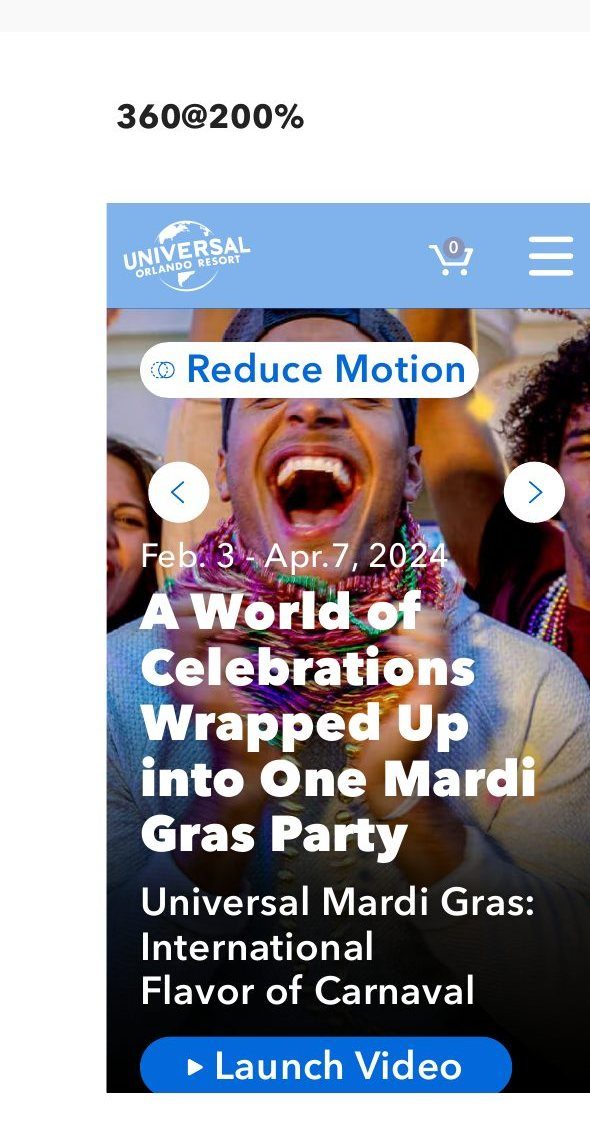 360@200%
UNIVERSAL
ORLANDO RESORT
0
Reduce Motion
Feb. 3 - Apr.7, 2024
A World of
Celebrations
Wrapped Up
into One Mardi
Gras Party
Universal Mardi Gras:
International
Flavor of Carnaval
Launch Video